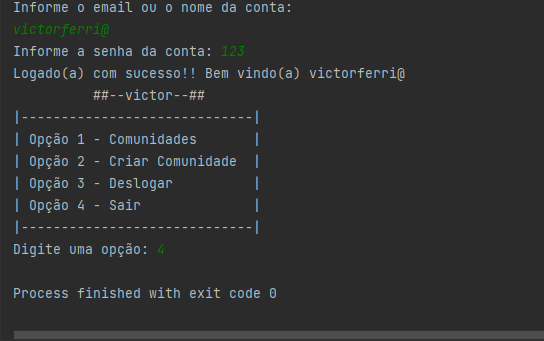 Informe o email ou o nome da conta:
victorferri@
Informe a senha da conta: 123
Logado(a) com sucesso!! Bem vindo(a) victorferri@
##--victor--##
|-----------------------------|
| Opção 1 - Comunidades       |
| Opção 2 - Criar Comunidade  |
| Opção 3 - Deslogar          |
| Opção 4 - Sair              |
|-----------------------------|
Digite uma opção: 4
Process finished with exit code 0